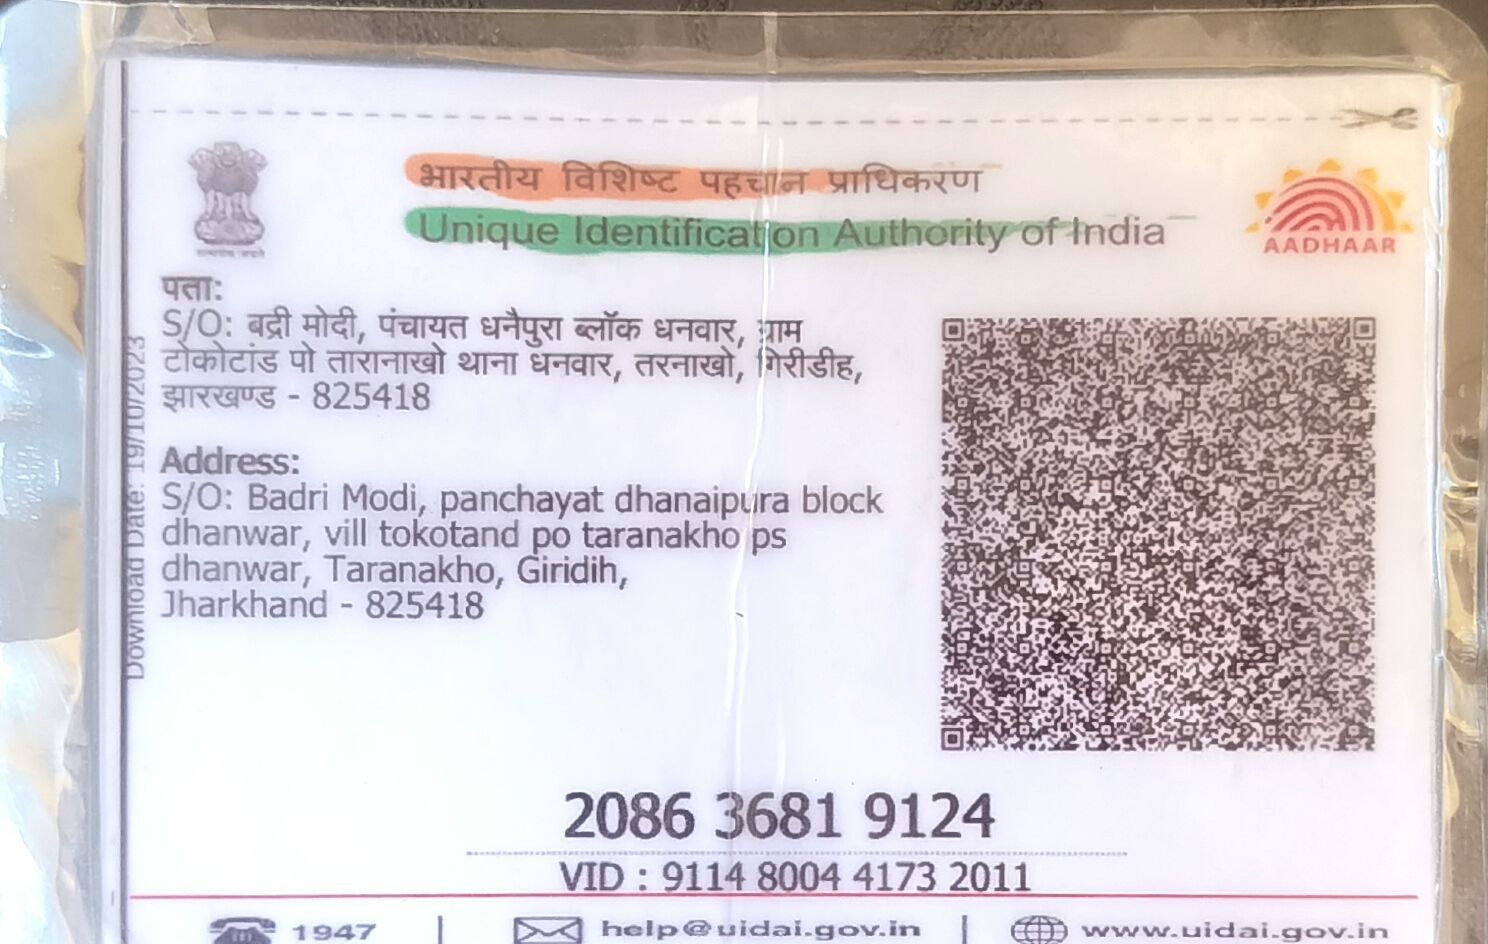 भारतीय विशिष्ट पहचान प्राधिकरण
Unique Identification Authority of India
AADHAAR
पता:
S/O: बद्री मोदी, पंचायत धनैपुरा ब्लॉक धनवार, ग्राम
टोकोटांड पो तारानाखो थाना धनवार, तरनाखो, गिरीडीह,
झारखण्ड - 825418
Address:
S/O: Badri Modi, panchayat dhanaipura block
dhanwar, vill tokotand po taranakho ps
dhanwar, Taranakho, Giridih,
Jharkhand - 825418
Download Date: 19/10/2023
2086 3681 9124
VID : 9114 8004 4173 2011
1947 | help@uidai.gov.in | www.uidai.gov.in